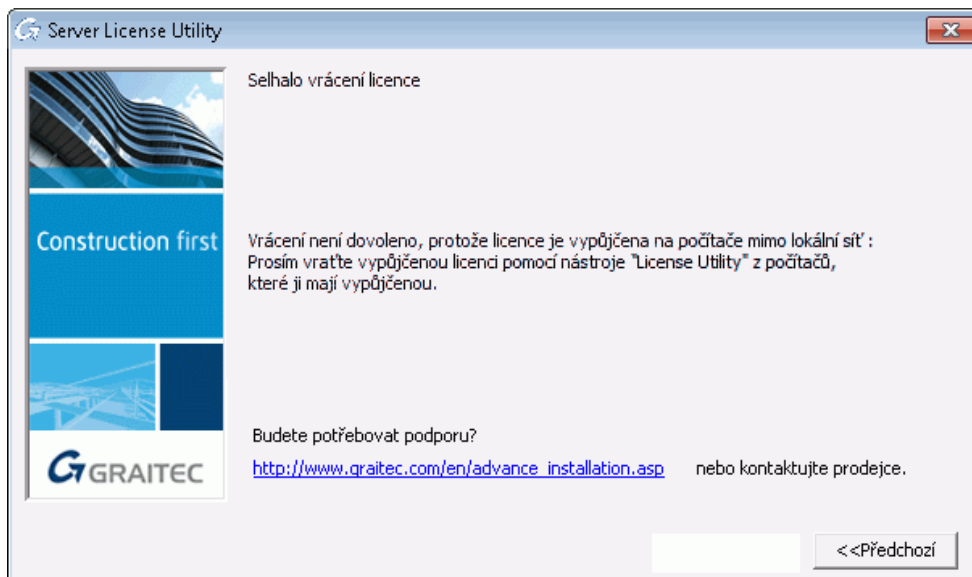 Server License Utility
Selhalo vrácení licence
Construction first
Vrácení není dovoleno, protože licence je vypůjčena na počítače mimo lokální síť :
Prosím vraťte vypůjčenou licenci pomocí nástroje "License Utility" z počítačů,
které ji mají vypůjčenou.
Budete potřebovat podporu?
http://www.graitec.com/en/advance_installation.asp nebo kontaktujte prodejce.
GRAITEC
<<Předchozí